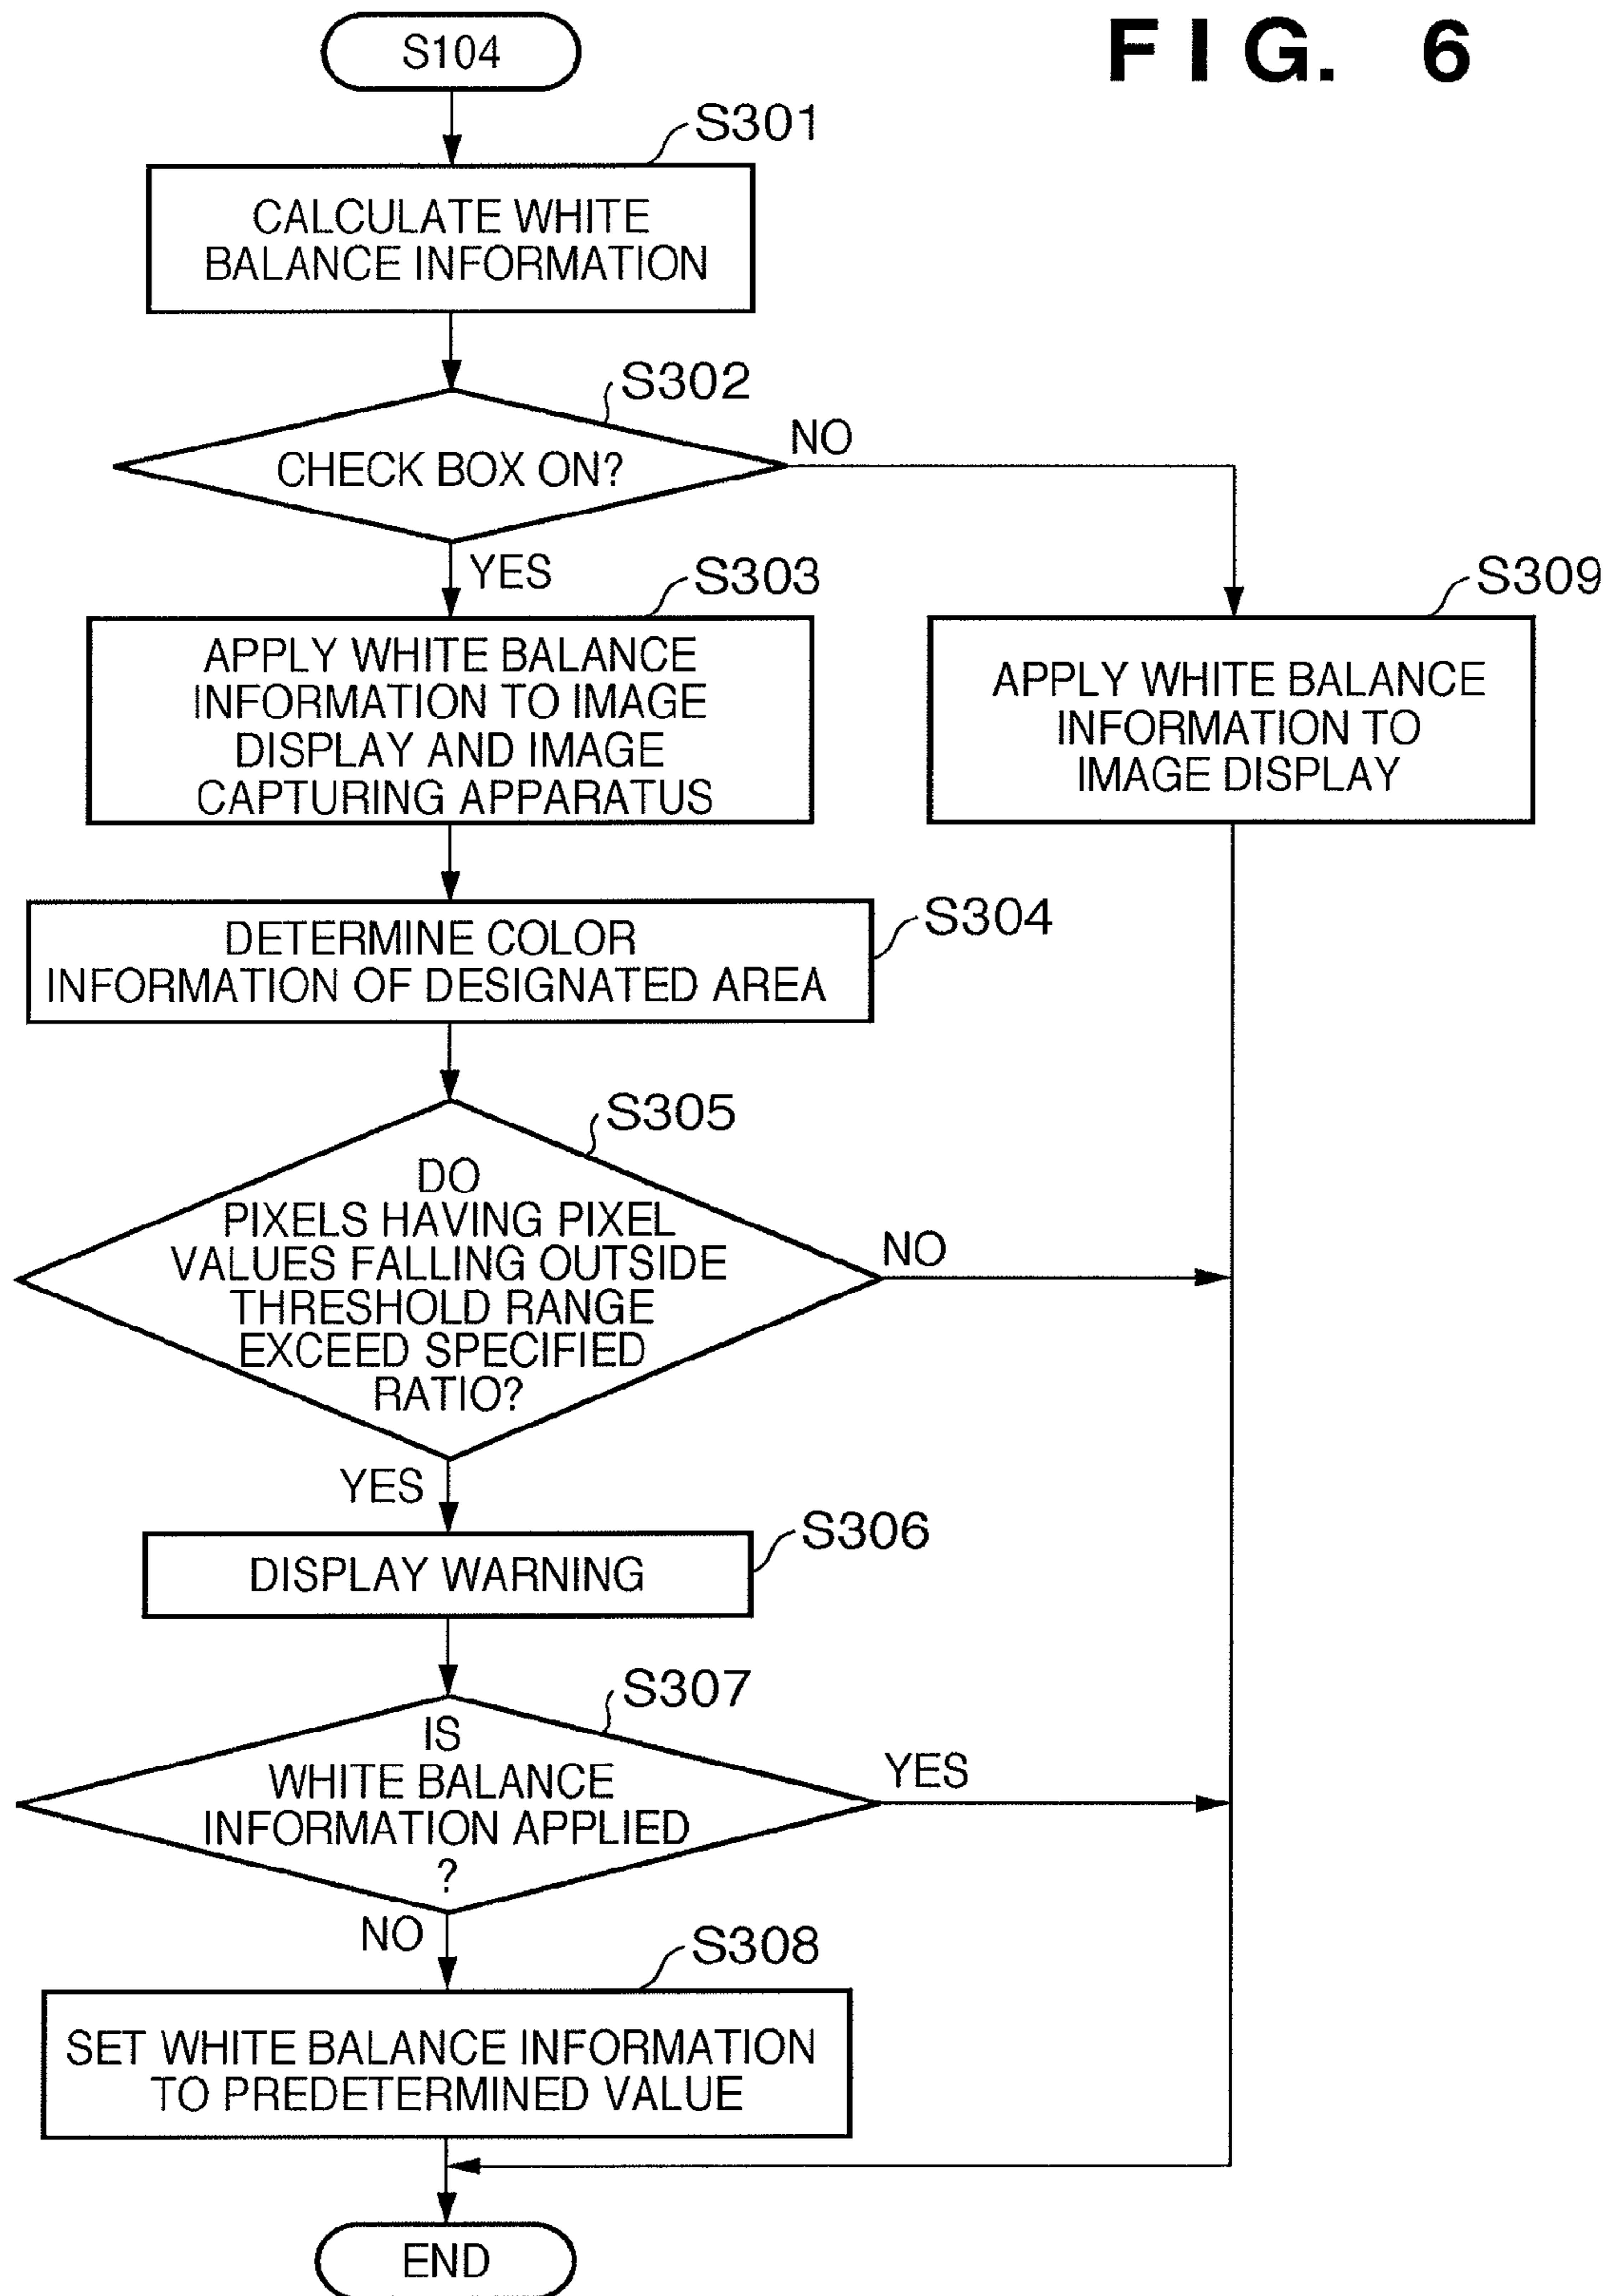 FIG. 6
S104
S301
CALCULATE WHITE
BALANCE INFORMATION
S302
CHECK BOX ON?
NO
YES
S303
APPLY WHITE BALANCE
INFORMATION TO IMAGE
DISPLAY AND IMAGE
CAPTURING APPARATUS
S309
APPLY WHITE BALANCE
INFORMATION TO
IMAGE DISPLAY
S304
DETERMINE COLOR
INFORMATION OF DESIGNATED AREA
S305
DO
PIXELS HAVING PIXEL
VALUES FALLING OUTSIDE
THRESHOLD RANGE
EXCEED SPECIFIED
RATIO?
NO
YES
S306
DISPLAY WARNING
S307
IS
WHITE BALANCE
INFORMATION APPLIED
?
YES
NO
S308
SET WHITE BALANCE INFORMATION
TO PREDETERMINED VALUE
END